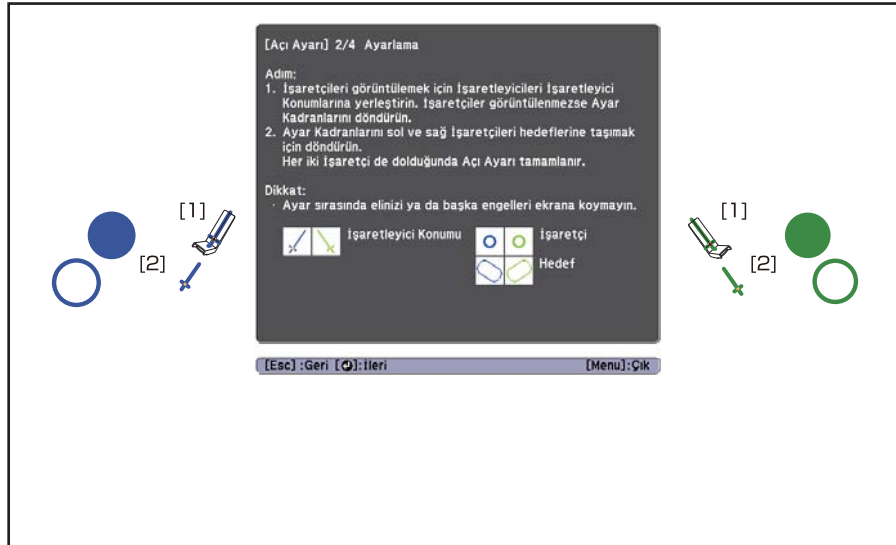 [Açı Ayarı] 2/4 Ayarlama
Adım:
1. İşaretçileri görüntülemek için İşaretleyicileri İşaretleyici
Konumlarına yerleştirin. İşaretçiler görüntülenmezse Ayar
Kadranlarını döndürün.
2. Ayar Kadranlarını sol ve sağ İşaretçileri hedeflerine taşımak
için döndürün.
Her iki İşaretçi de dolduğunda Açı Ayarı tamamlanır.
Dikkat:
· Ayar sırasında elinizi ya da başka engelleri ekrana koymayın.
[1]
[2]
İşaretleyici Konumu
İşaretçi
Hedef
[1]
[2]
[Esc] :Geri [⏎]:İleri
[Menu]:Çık